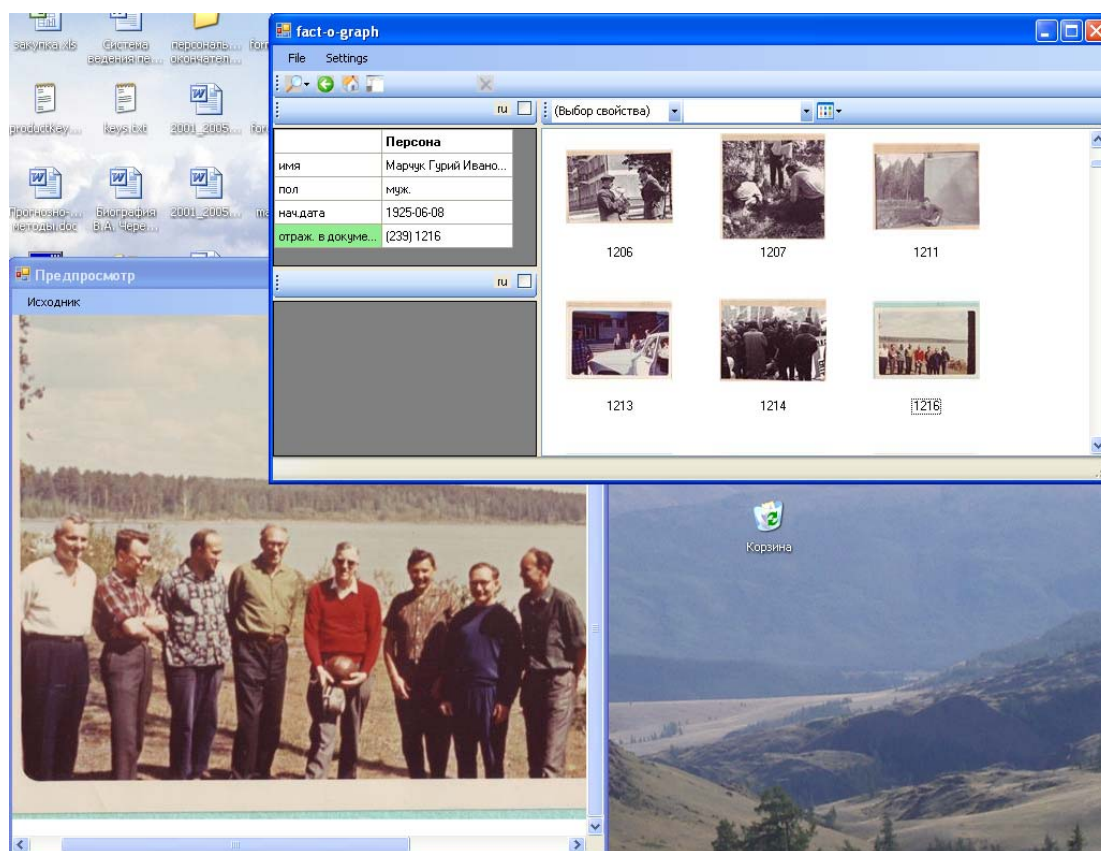 закупка.xls
Система
ведения пе...
персональ...
окончател...
productkey....
keys.txt
2001_2005...
Прогнозно-...
методы.doc
Биография
В.А. Чере...
2001_2005...
fact-o-graph
File Settings
ru
(Выбор свойства)
Персона
имя Марчук Гурий Ивано...
пол муж.
нач.дата 1925-06-08
отраж. в докуме... (239) 1216
ru
1206 1207 1211
1213 1214 1216
Предпросмотр
Исходник
Корзина